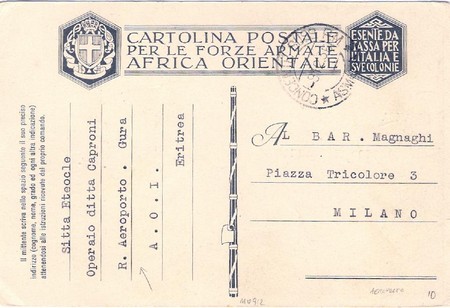 CARTOLINA POSTALE
PER LE FORZE ARMATE
AFRICA ORIENTALE
ESENTE DA
TASSA PER
L'ITALIA E
SVE COLONIE
Il mittente scriva nello spazio seguente il suo preciso
indirizzo (cognome, nome, grado ed ogni altra indicazione)
attenendosi alle istruzioni ricevute dal proprio comando.
Sitta Eteocle
Operaio ditta Caproni
R. Aeroporto . Gura
A . O . I .
Eritrea
AL BAR. Magnaghi
Piazza Tricolore 3
MILANO
10